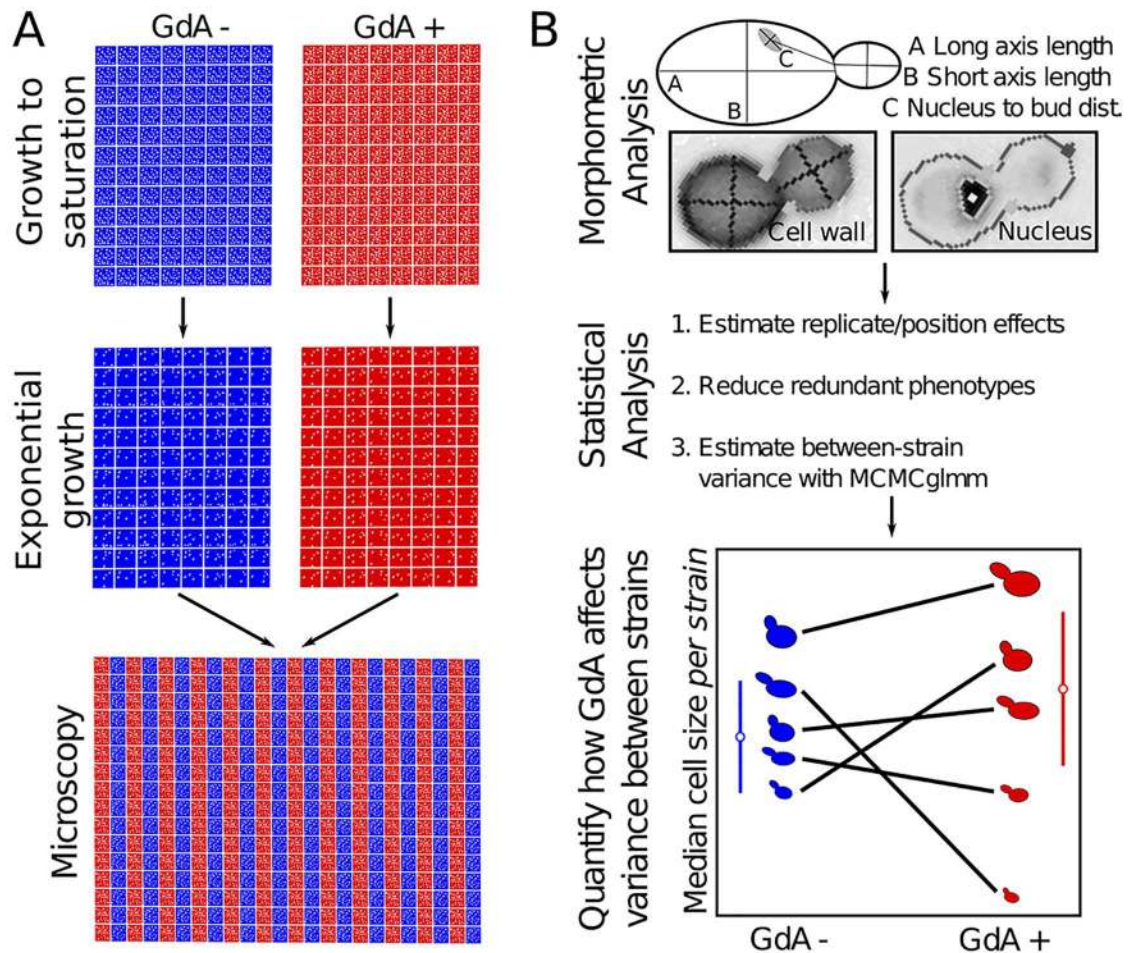 A
GdA -
GdA +
Growth to
saturation
Exponential
growth
Microscopy
B
Morphometric
Analysis
A
B
C
A Long axis length
B Short axis length
C Nucleus to bud dist.
Cell wall
Nucleus
Statistical
Analysis
1. Estimate replicate/position effects
2. Reduce redundant phenotypes
3. Estimate between-strain
variance with MCMCglmm
Quantify how GdA affects
variance between strains
Median cell size per strain
GdA -
GdA +